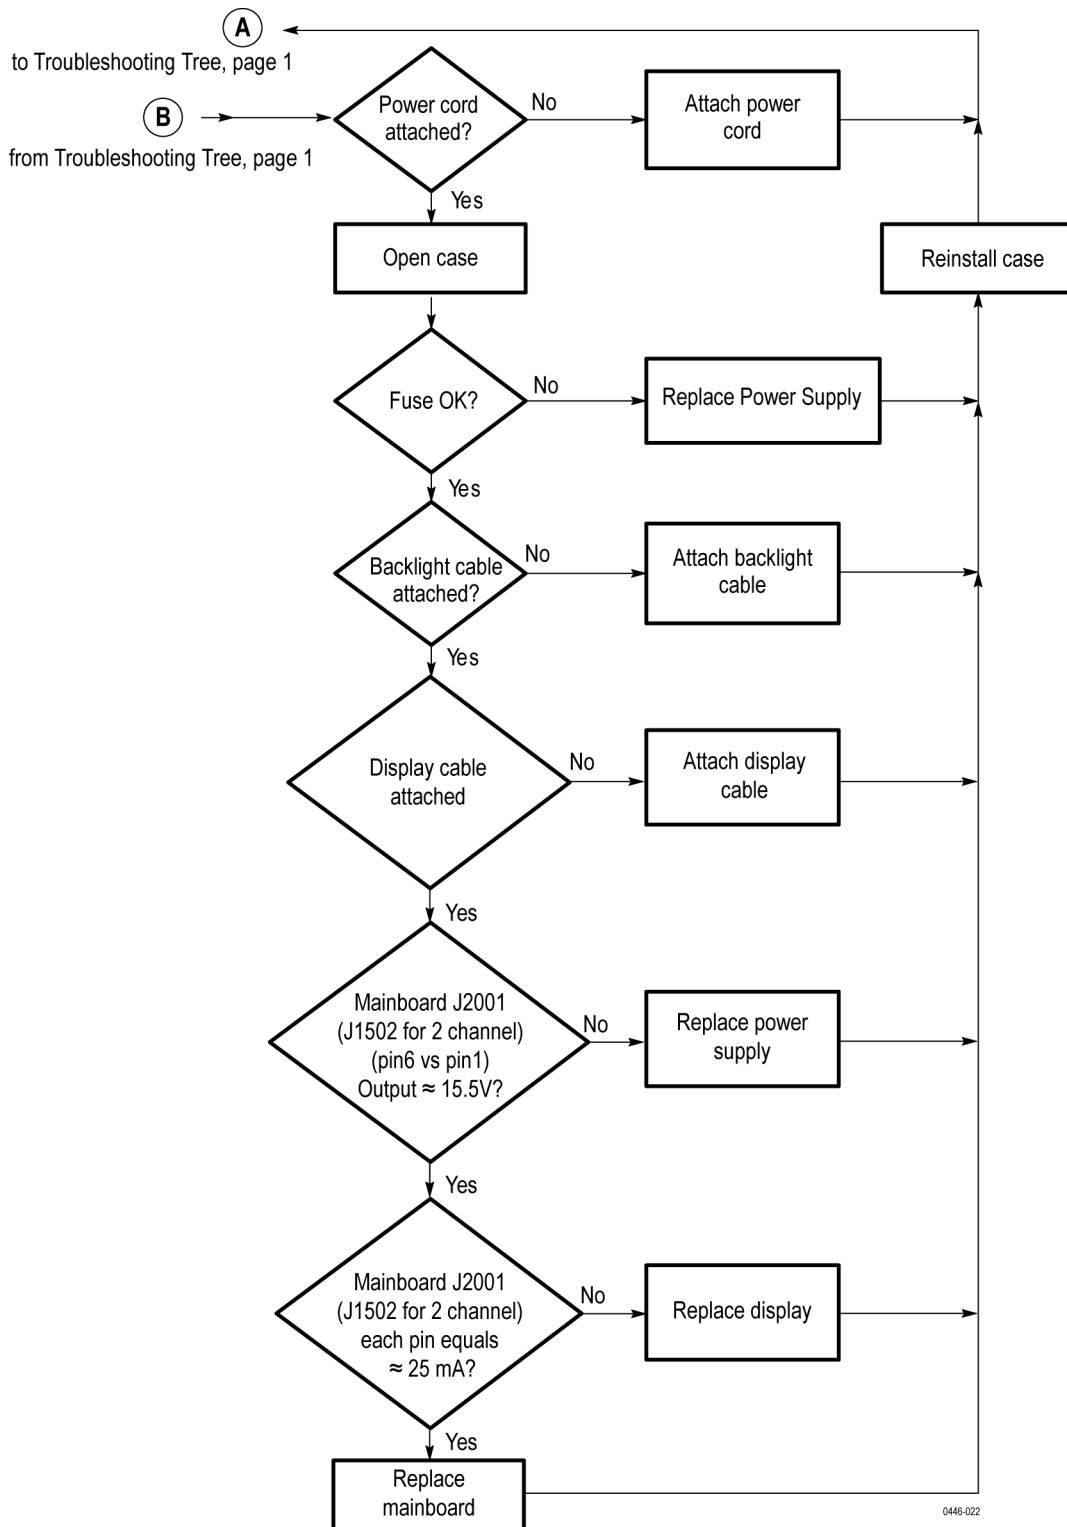 A
to Troubleshooting Tree, page 1
B
from Troubleshooting Tree, page 1
Power cord
attached?
No
Attach power
cord
Yes
Open case
Reinstall case
Fuse OK?
No
Replace Power Supply
Yes
Backlight cable
attached?
No
Attach backlight
cable
Yes
Display cable
attached
No
Attach display
cable
Yes
Mainboard J2001
(J1502 for 2 channel)
(pin6 vs pin1)
Output ≈ 15.5V?
No
Replace power
supply
Yes
Mainboard J2001
(J1502 for 2 channel)
each pin equals
≈ 25 mA?
No
Replace display
Yes
Replace
mainboard
0446-022